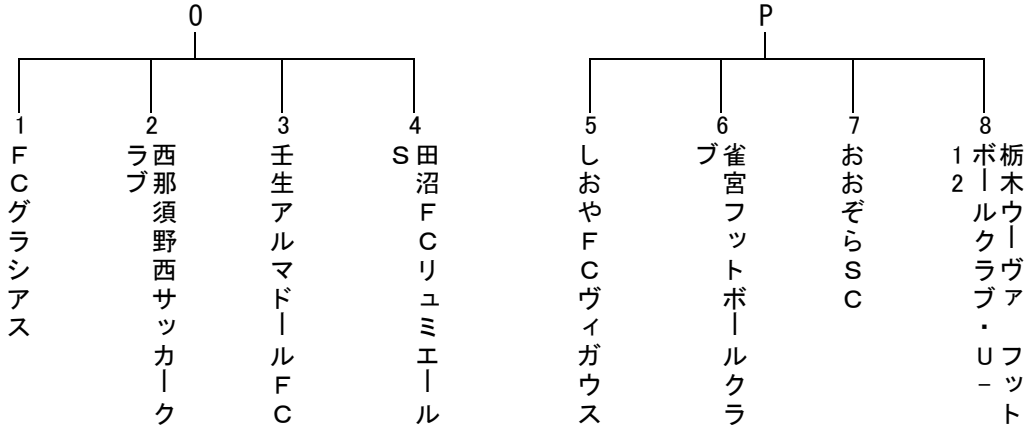 O
P
1
FCグラシアス
2
西那須野西サッカーク
ラブ
3
壬生アルマドールFC
4
田沼FCリュミエール
S
5
しおやFCヴィガウス
6
雀宮フットボールクラ
ブ
7
おおぞらSC
8
栃木ウーヴァ フット
ボールクラブ・U-
12